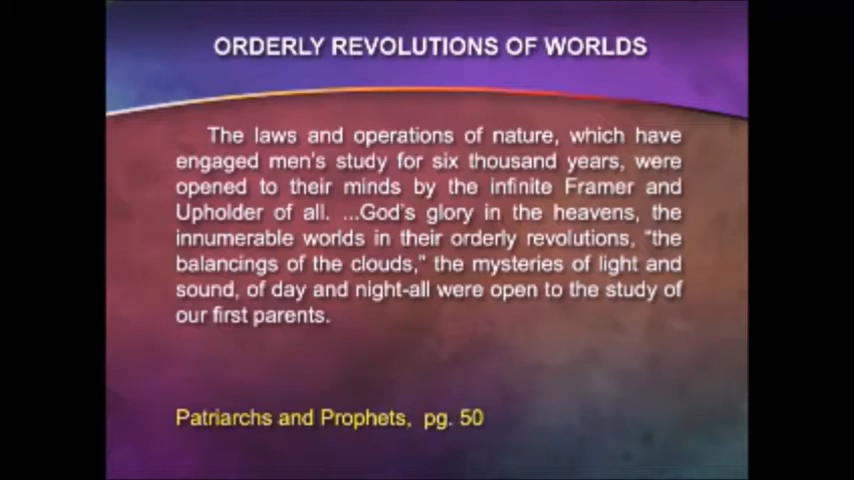 ORDERLY REVOLUTIONS OF WORLDS
The laws and operations of nature, which have
engaged men's study for six thousand years, were
opened to their minds by the infinite Framer and
Upholder of all. ...God's glory in the heavens, the
innumerable worlds in their orderly revolutions, "the
balancings of the clouds," the mysteries of light and
sound, of day and night-all were open to the study of
our first parents.
Patriarchs and Prophets, pg. 50